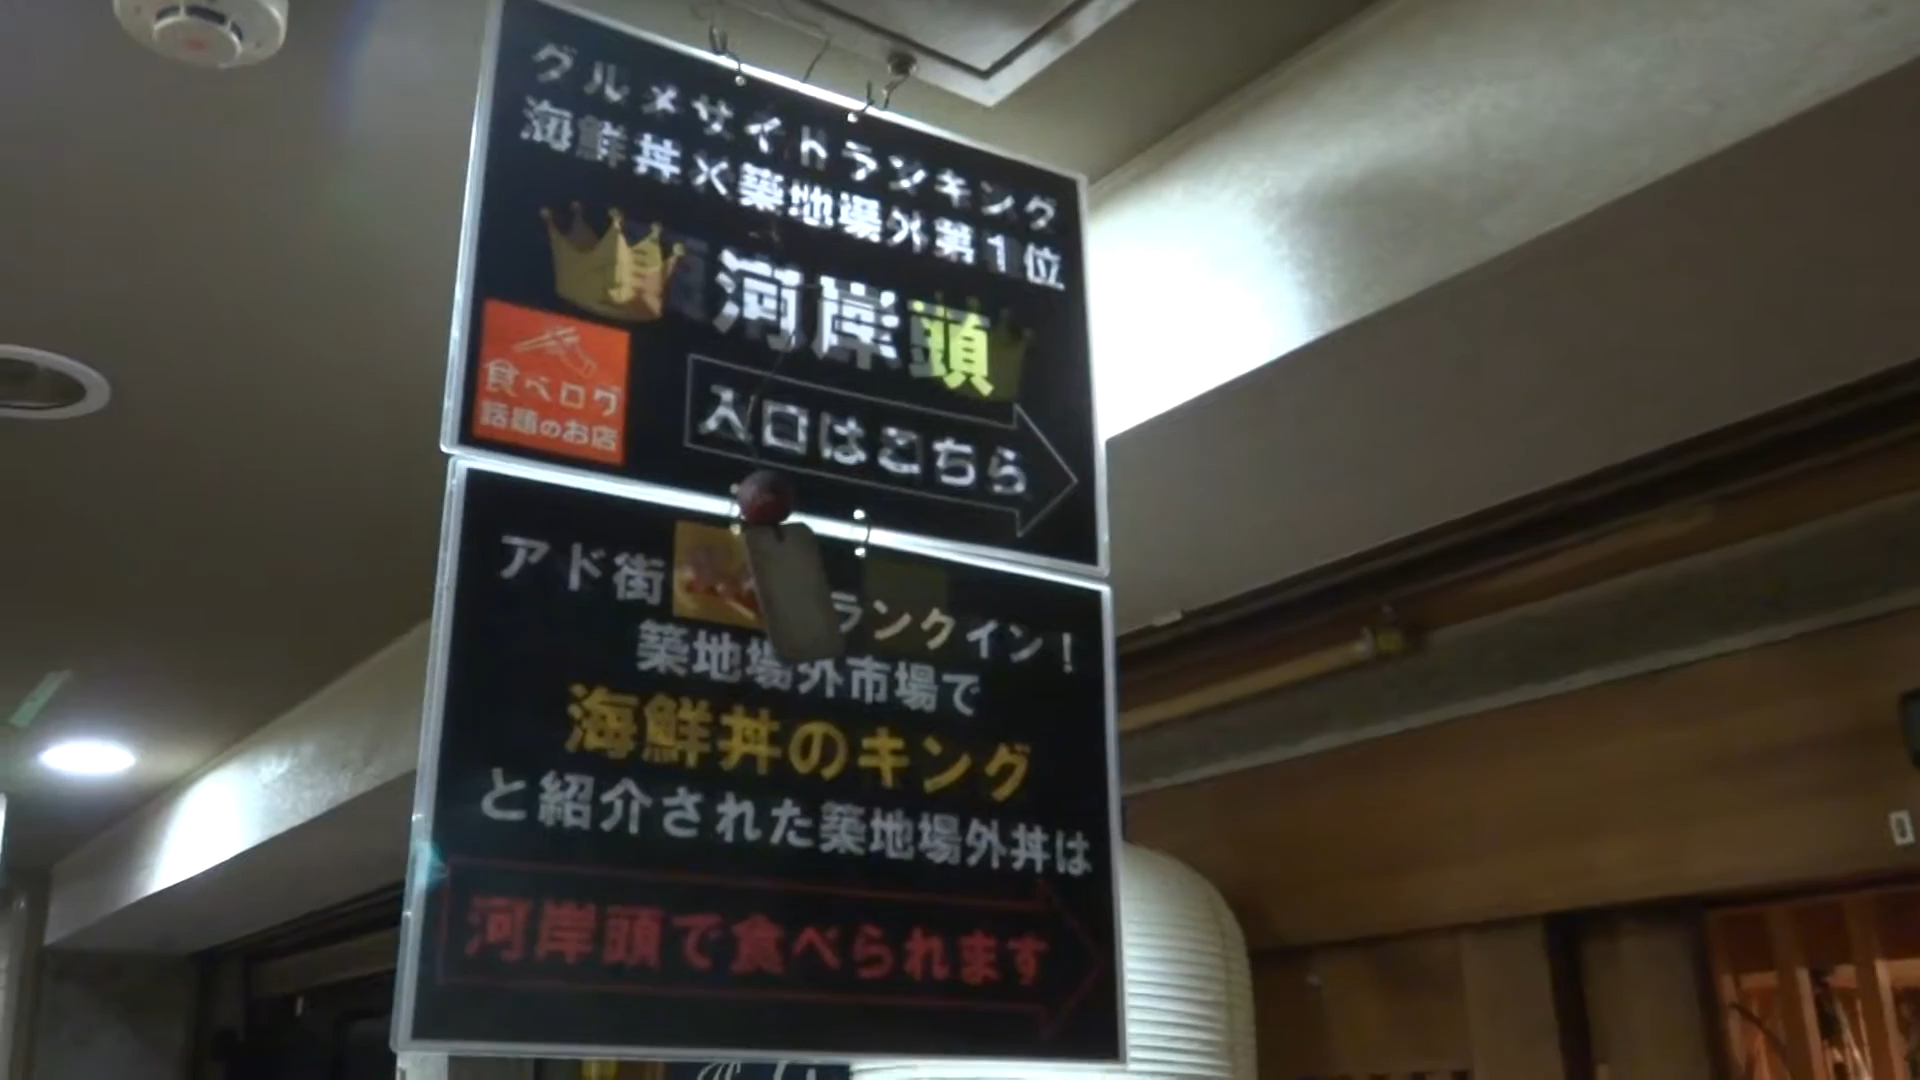 グルメサイトランキング
海鮮丼×築地場外第1位
河岸頭
食べログ
話題のお店
入口はこちら
アド街
ランクイン!
築地場外市場で
海鮮丼のキング
と紹介された築地場外丼は
河岸頭で食べられます